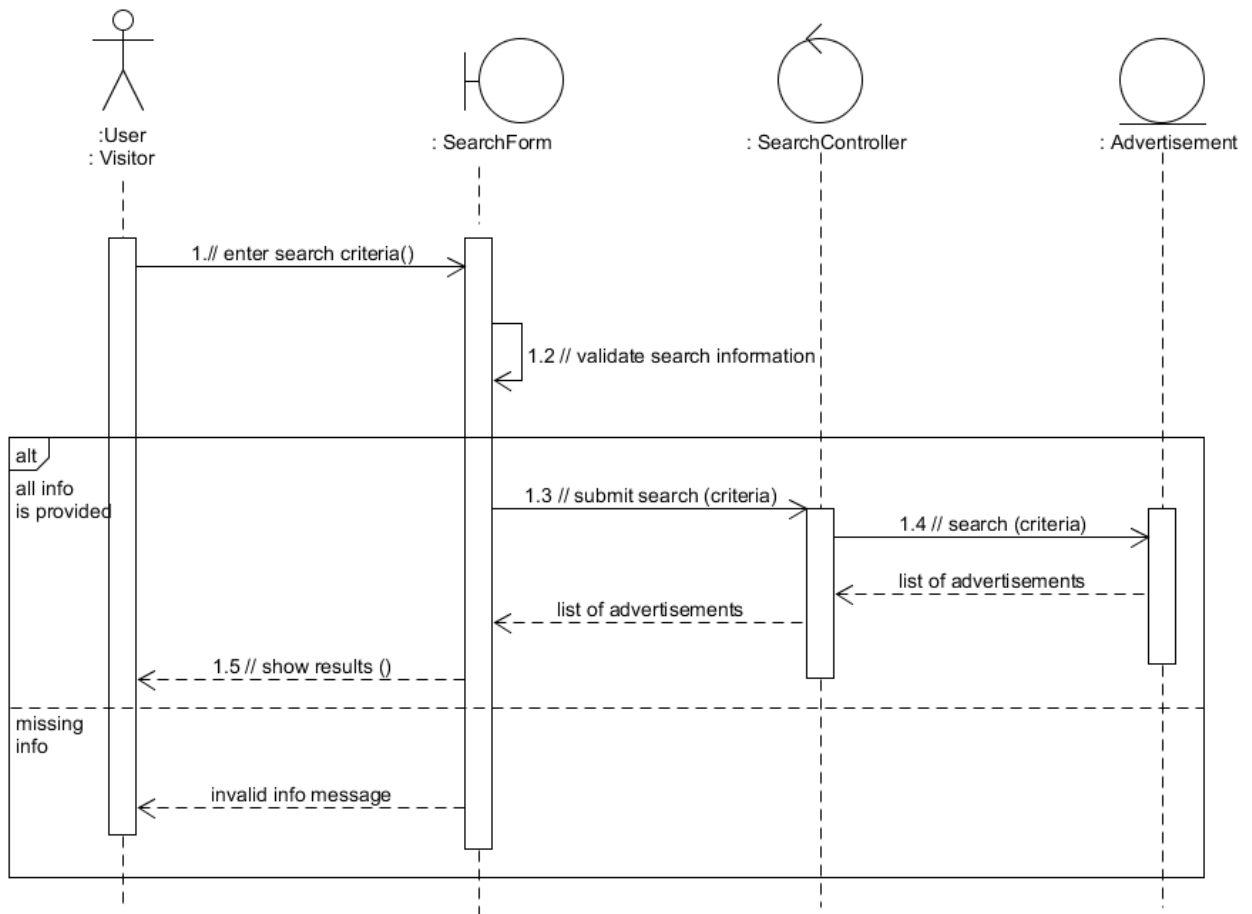 :User
: Visitor
: SearchForm
: SearchController
: Advertisement
1.// enter search criteria()
1.2 // validate search information
alt
all info
is provided
1.3 // submit search (criteria)
1.4 // search (criteria)
list of advertisements
list of advertisements
1.5 // show results ()
missing
info
invalid info message